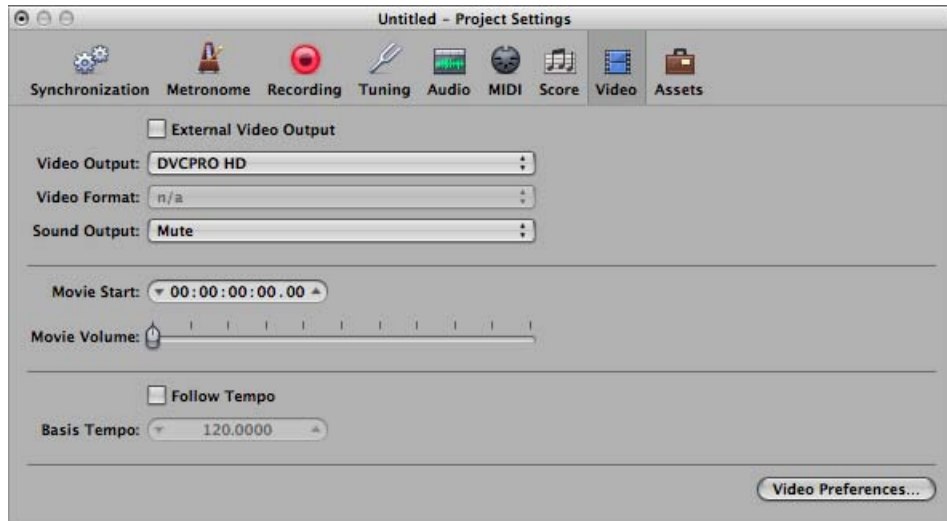 Untitled – Project Settings
Synchronization Metronome Recording Tuning Audio MIDI Score Video Assets
External Video Output
Video Output: DVCPRO HD
Video Format: n/a
Sound Output: Mute
Movie Start: 00:00:00:00.00
Movie Volume:
Follow Tempo
Basis Tempo: 120.0000
Video Preferences...